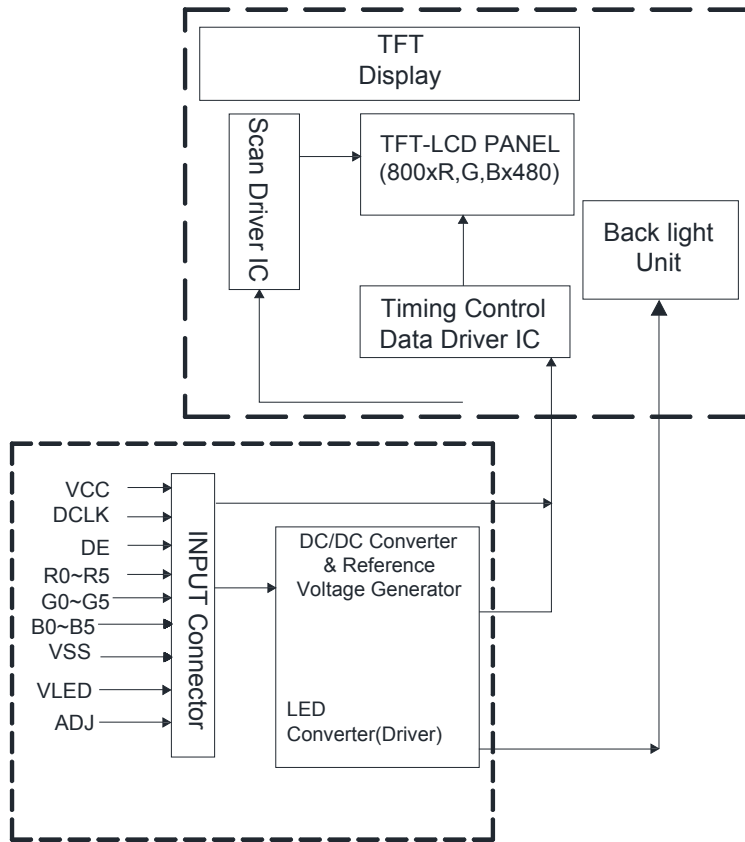 TFT
Display
Scan Driver IC
TFT-LCD PANEL
(800xR,G,Bx480)
Back light
Unit
Timing Control
Data Driver IC
VCC
DCLK
DE
R0~R5
G0~G5
B0~B5
VSS
VLED
ADJ
INPUT Connector
DC/DC Converter
& Reference
Voltage Generator
LED
Converter(Driver)